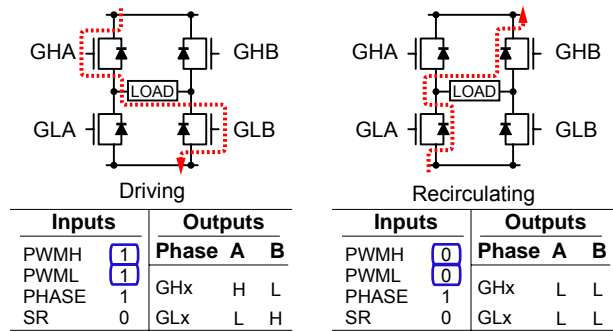 GHA GHB GHA GHB
LOAD LOAD
GLA GLB GLA GLB
Driving Recirculating
Inputs Outputs Inputs Outputs
PWMH 1 Phase A B PWMH 0 Phase A B
PWML 1 PWML 0
GHx H L GHx L L
PHASE 1 PHASE 1
SR 0 GLx L H SR 0 GLx L L